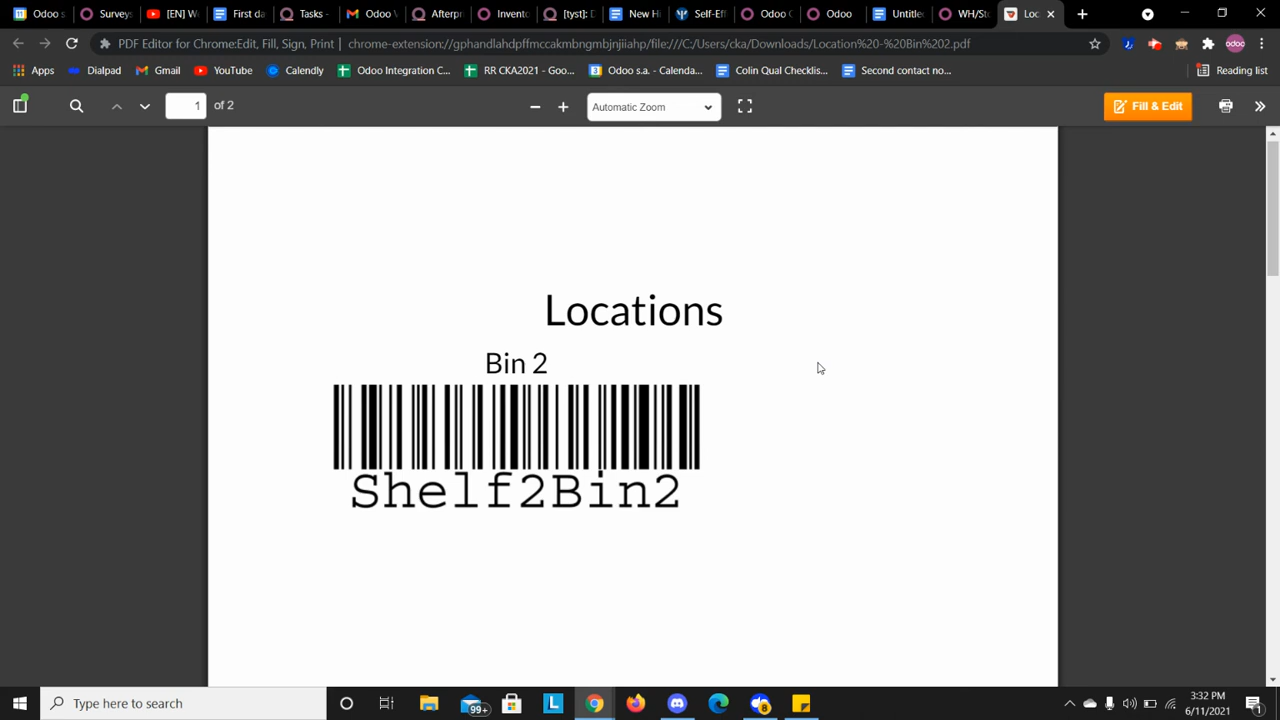 Odoo s
Surveys
[EN] W
First da
Tasks -
Odoo V
Afterpr
Invento
[tyst]: D
New Hi
Self-Eff
Odoo C
Odoo
Untitle
WH/Sto
Loc
PDF Editor for Chrome:Edit, Fill, Sign, Print | chrome-extension://gphandlahdpffmccakmbngmbjnjiiahp/file:///C:/Users/cka/Downloads/Location%20-%20Bin%202.pdf
Apps
Dialpad
Gmail
YouTube
Calendly
Odoo Integration C...
RR CKA2021 - Goo...
Odoo s.a. - Calenda...
Colin Qual Checklis...
Second contact no...
Reading list
1 of 2
Automatic Zoom
Fill & Edit
Locations
Bin 2
Shelf2Bin2
Type here to search
99+
8
3:32 PM
6/11/2021
1